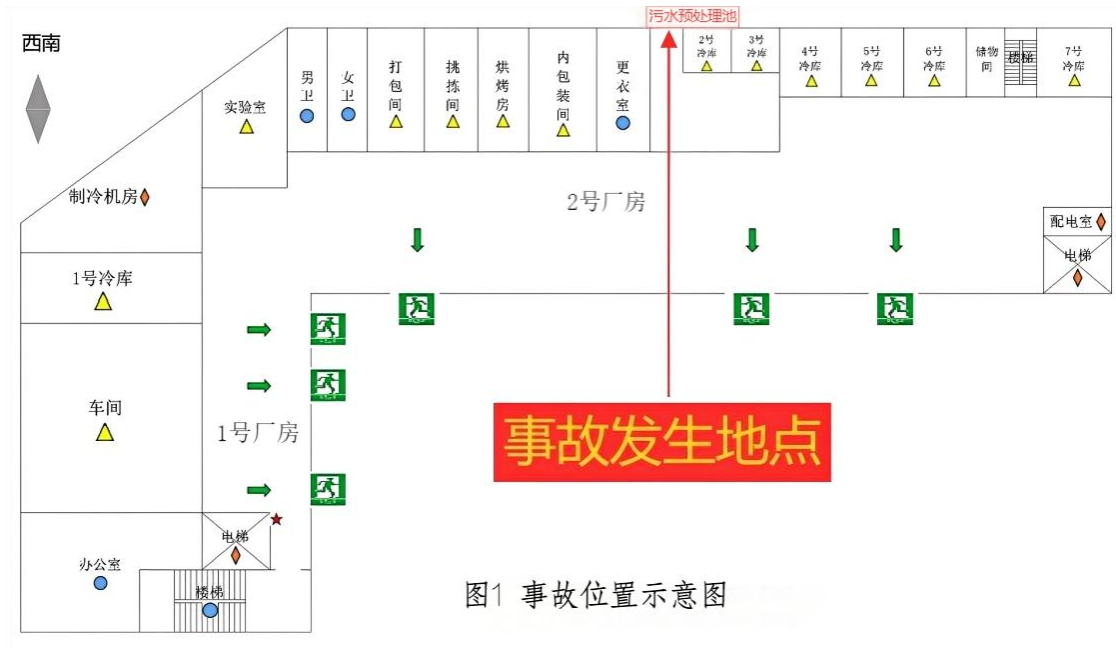 污水预处理池
西南
2号
冷库
3号
冷库
4号
冷库
5号
冷库
6号
冷库
储物
间
楼梯
7号
冷库
男卫
女卫
打包间
挑拣间
烘烤房
内包装间
更衣室
实验室
制冷机房
2号厂房
配电室
电梯
1号冷库
车间
1号厂房
事故发生地点
电梯
办公室
楼梯
图1 事故位置示意图